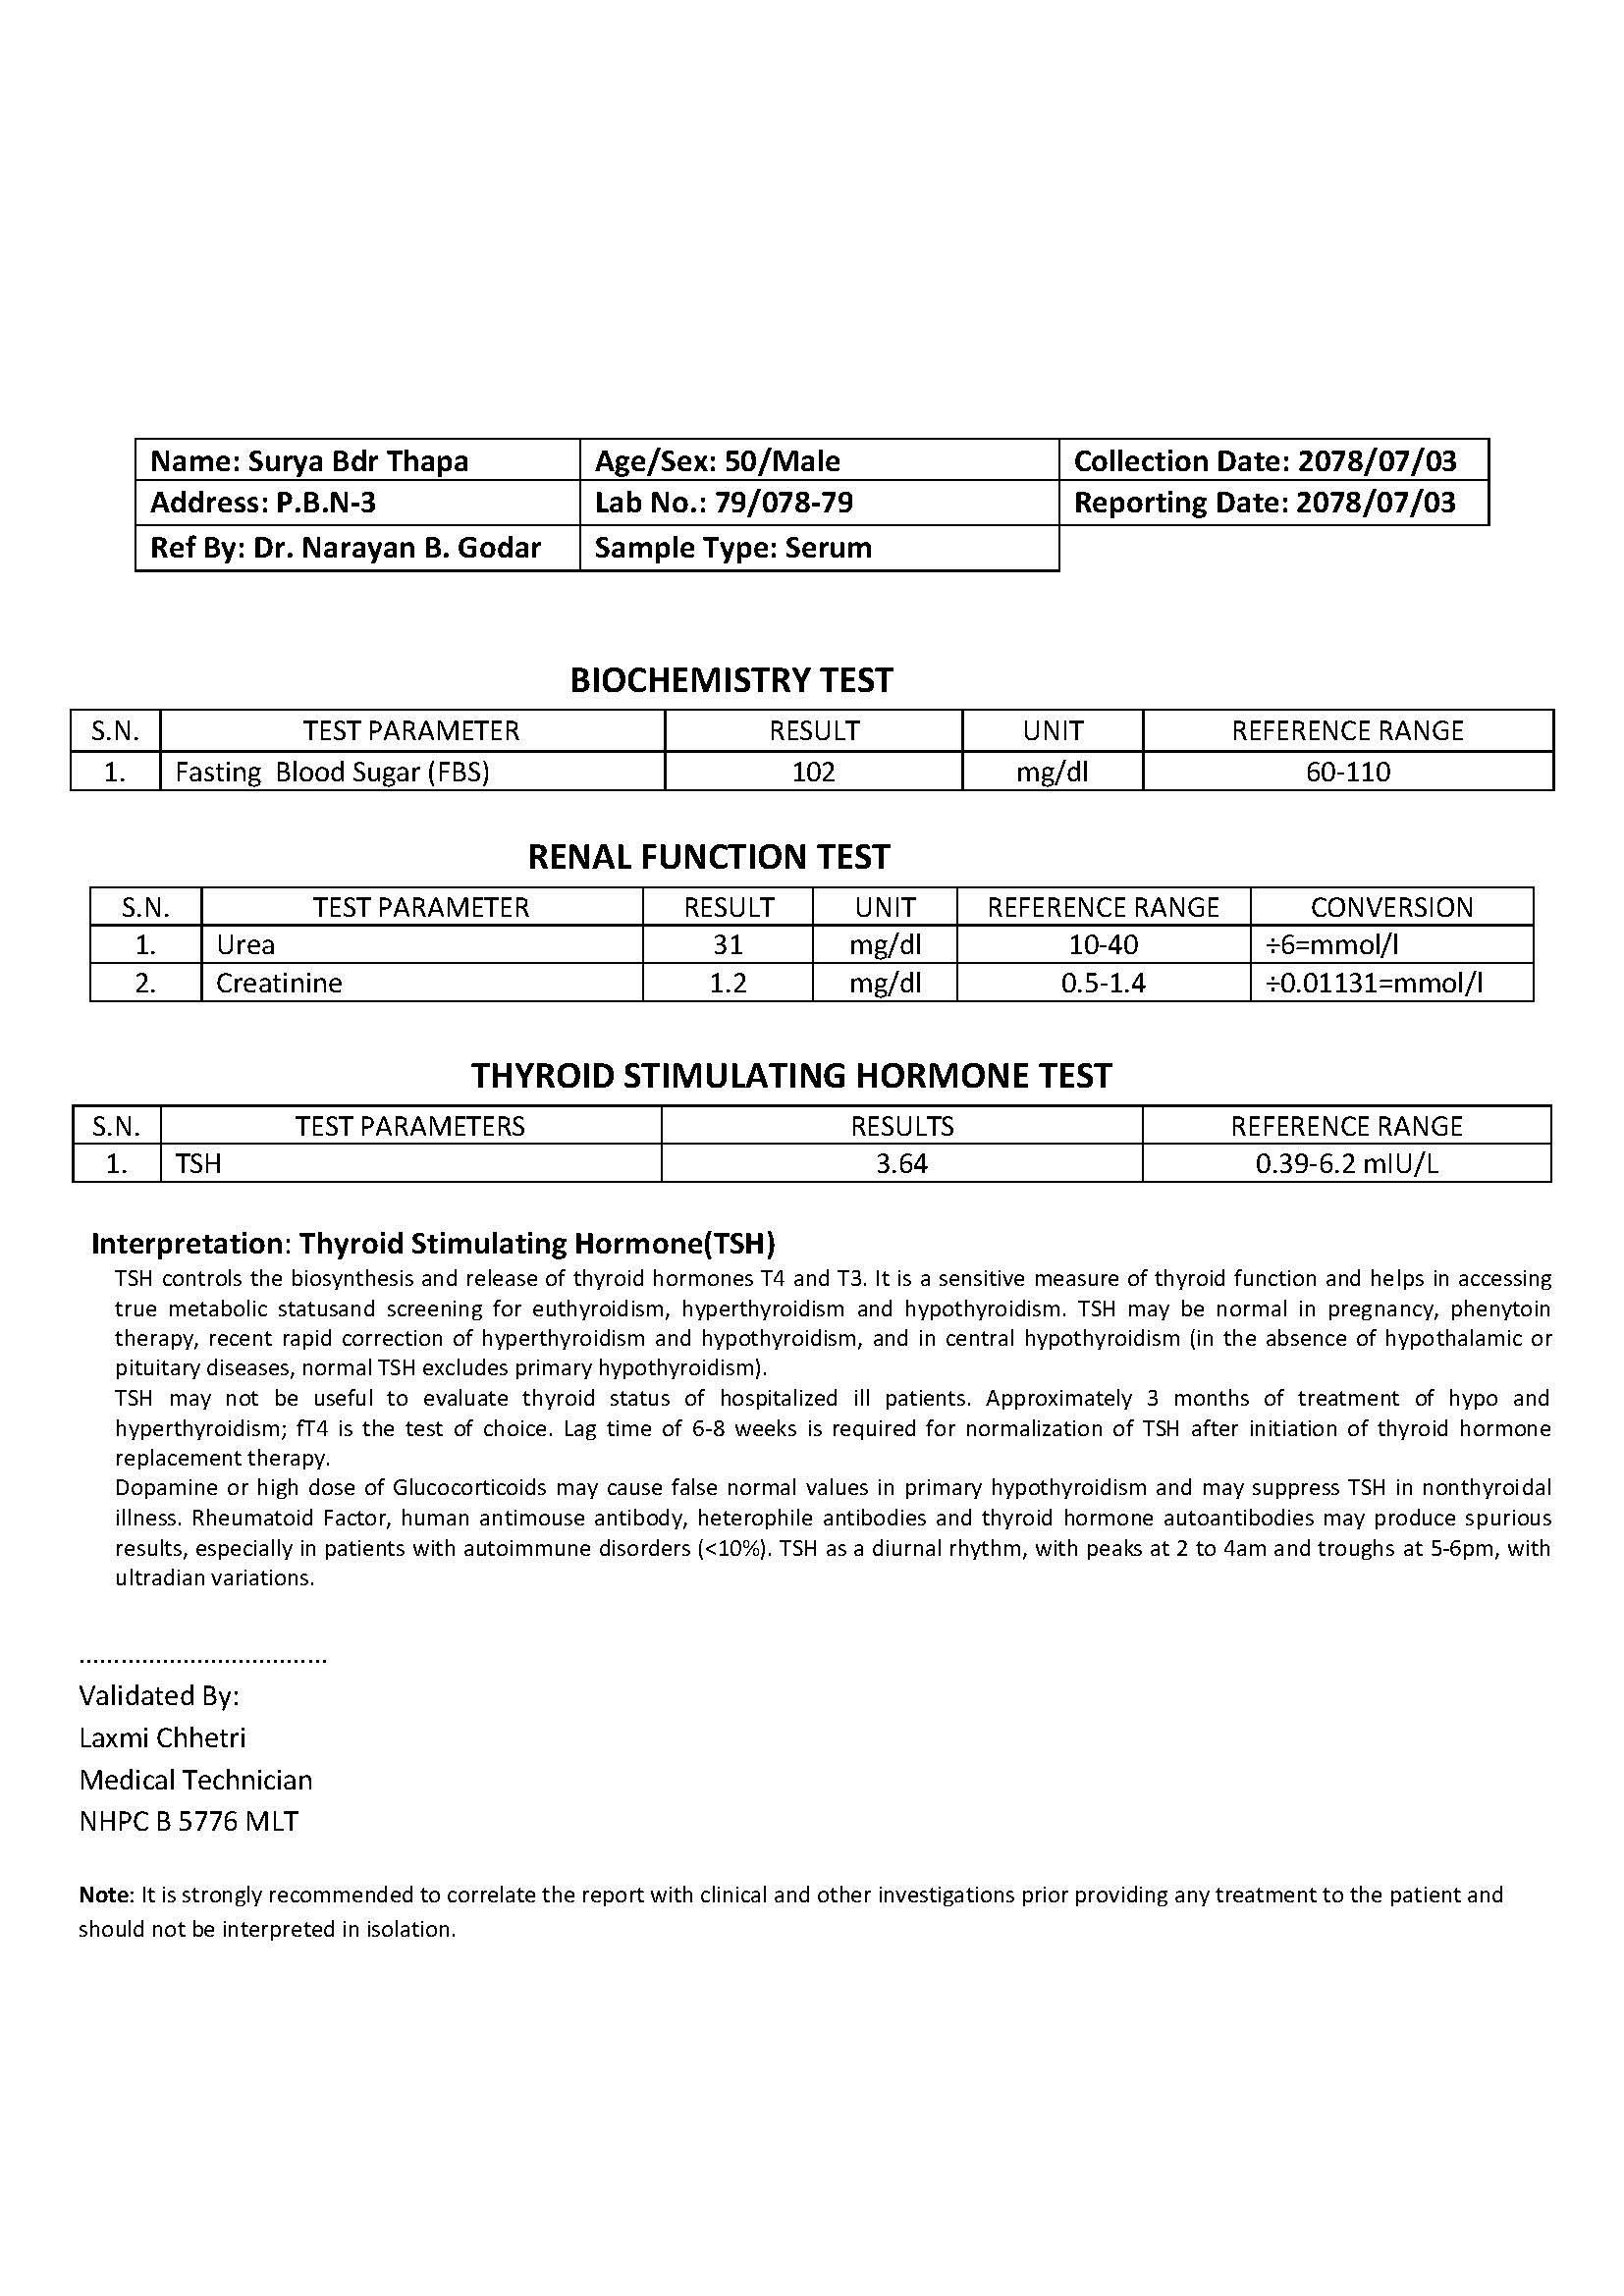 Name: Surya Bdr Thapa Age/Sex: 50/Male Collection Date: 2078/07/03
Address: P.B.N-3 Lab No.: 79/078-79 Reporting Date: 2078/07/03
Ref By: Dr. Narayan B. Godar Sample Type: Serum
BIOCHEMISTRY TEST
S.N. TEST PARAMETER RESULT UNIT REFERENCE RANGE
1. Fasting Blood Sugar (FBS) 102 mg/dl 60-110
RENAL FUNCTION TEST
S.N. TEST PARAMETER RESULT UNIT REFERENCE RANGE CONVERSION
1. Urea 31 mg/dl 10-40 ÷6=mmol/l
2. Creatinine 1.2 mg/dl 0.5-1.4 ÷0.01131=mmol/l
THYROID STIMULATING HORMONE TEST
S.N. TEST PARAMETERS RESULTS REFERENCE RANGE
1. TSH 3.64 0.39-6.2 mIU/L
Interpretation: Thyroid Stimulating Hormone(TSH)
TSH controls the biosynthesis and release of thyroid hormones T4 and T3. It is a sensitive measure of thyroid function and helps in accessing
true metabolic statusand screening for euthyroidism, hyperthyroidism and hypothyroidism. TSH may be normal in pregnancy, phenytoin
therapy, recent rapid correction of hyperthyroidism and hypothyroidism, and in central hypothyroidism (in the absence of hypothalamic or
pituitary diseases, normal TSH excludes primary hypothyroidism).
TSH may not be useful to evaluate thyroid status of hospitalized ill patients. Approximately 3 months of treatment of hypo and
hyperthyroidism; fT4 is the test of choice. Lag time of 6-8 weeks is required for normalization of TSH after initiation of thyroid hormone
replacement therapy.
Dopamine or high dose of Glucocorticoids may cause false normal values in primary hypothyroidism and may suppress TSH in nonthyroidal
illness. Rheumatoid Factor, human antimouse antibody, heterophile antibodies and thyroid hormone autoantibodies may produce spurious
results, especially in patients with autoimmune disorders (<10%). TSH as a diurnal rhythm, with peaks at 2 to 4am and troughs at 5-6pm, with
ultradian variations.
....................................
Validated By:
Laxmi Chhetri
Medical Technician
NHPC B 5776 MLT
Note: It is strongly recommended to correlate the report with clinical and other investigations prior providing any treatment to the patient and
should not be interpreted in isolation.